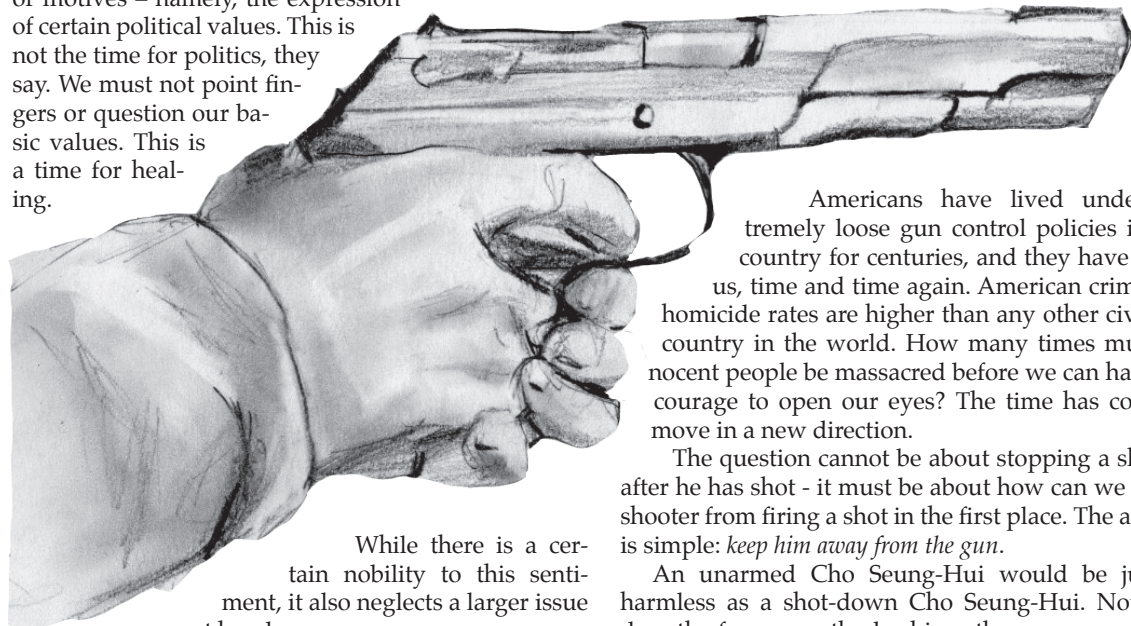 of certain political values. This is
not the time for politics, they
say. We must not point fin-
gers or question our ba-
sic values. This is
a time for heal-
ing.
While there is a cer-
tain nobility to this senti-
ment, it also neglects a larger issue
Americans have lived unde
tremely loose gun control policies i
country for centuries, and they have
us, time and time again. American crim
homicide rates are higher than any other civ
country in the world. How many times mu
nocent people be massacred before we can ha
courage to open our eyes? The time has co
move in a new direction.
The question cannot be about stopping a sh
after he has shot - it must be about how can we
shooter from firing a shot in the first place. The a
is simple: keep him away from the gun.
An unarmed Cho Seung-Hui would be ju
harmless as a shot-down Cho Seung-Hui. No